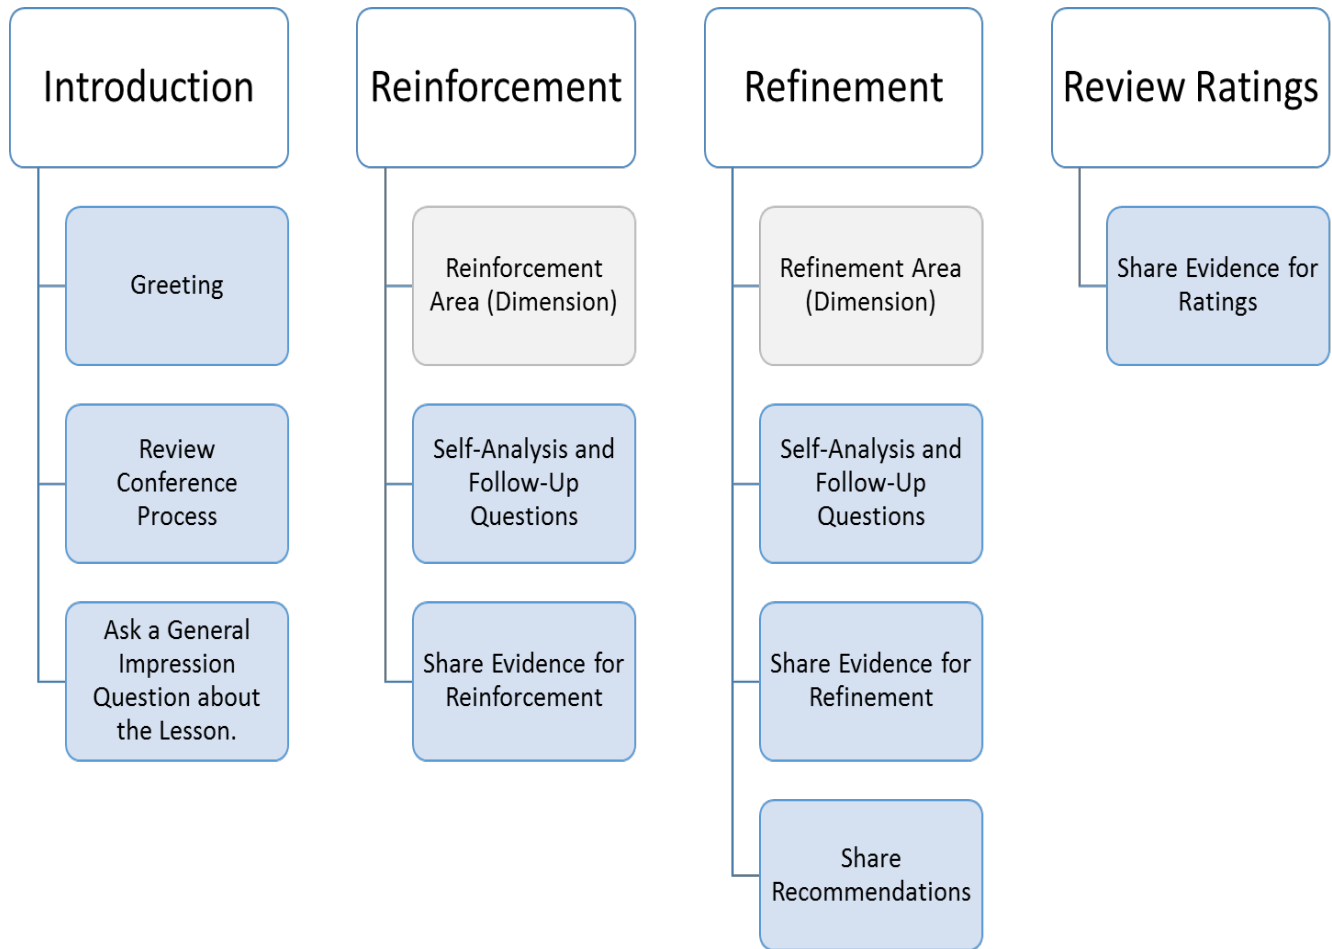 Introduction
Greeting
Review
Conference
Process
Ask a General
Impression
Question about
the Lesson.
Reinforcement
Reinforcement
Area (Dimension)
Self-Analysis and
Follow-Up
Questions
Share Evidence for
Reinforcement
Refinement
Refinement Area
(Dimension)
Self-Analysis and
Follow-Up
Questions
Share Evidence for
Refinement
Share
Recommendations
Review Ratings
Share Evidence for
Ratings